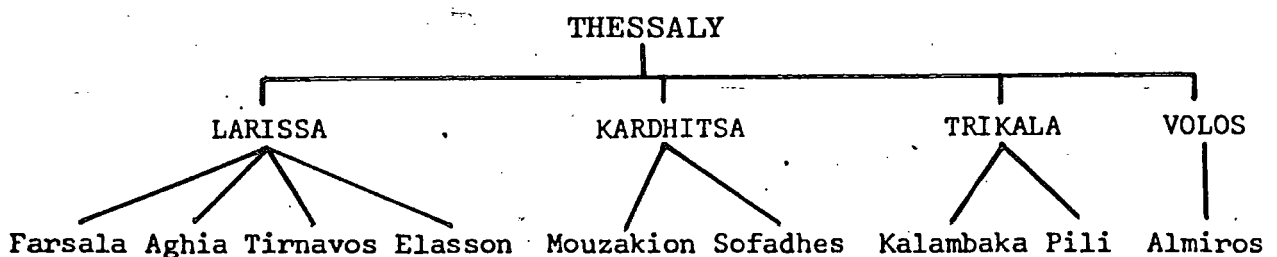 THESSALY
LARISSA KARDHITSA TRIKALA VOLOS
Farsala Aghia Tirnavos Elasson Mouzakion Sofadhes Kalambaka Pili Almiros